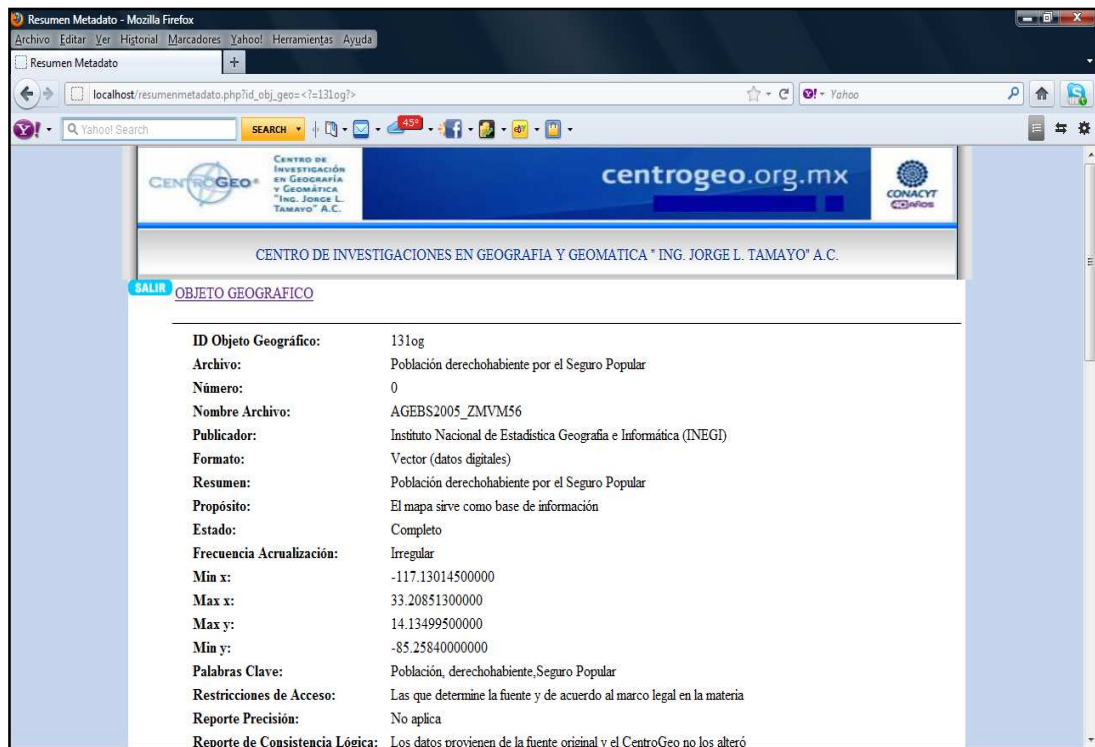 Resumen Metadato - Mozilla Firefox
Archivo Editar Ver Historial Marcadores Yahoo! Herramientas Ayuda
Resumen Metadato
localhost/resumenmetadato.php?id_obj_geo=<?=131og?>
Yahoo
Yahoo! Search
SEARCH
45°
CENTROGEO
CENTRO DE
INVESTIGACIÓN
EN GEOGRAFÍA
Y GEOMÁTICA
"ING. JORGE L.
TAMAYO" A.C.
centrogeo.org.mx
CONACYT
40 años
CENTRO DE INVESTIGACIONES EN GEOGRAFIA Y GEOMATICA " ING. JORGE L. TAMAYO" A.C.
SALIR
OBJETO GEOGRAFICO
ID Objeto Geográfico: 131og
Archivo: Población derechohabiente por el Seguro Popular
Número: 0
Nombre Archivo: AGEBS2005_ZMVM56
Publicador: Instituto Nacional de Estadística Geografía e Informática (INEGI)
Formato: Vector (datos digitales)
Resumen: Población derechohabiente por el Seguro Popular
Propósito: El mapa sirve como base de información
Estado: Completo
Frecuencia Acrualización: Irregular
Min x: -117.13014500000
Max x: 33.20851300000
Max y: 14.13499500000
Min y: -85.25840000000
Palabras Clave: Población, derechohabiente,Seguro Popular
Restricciones de Acceso: Las que determine la fuente y de acuerdo al marco legal en la materia
Reporte Precisión: No aplica
Reporte de Consistencia Lógica: Los datos provienen de la fuente original y el CentroGeo no los alteró